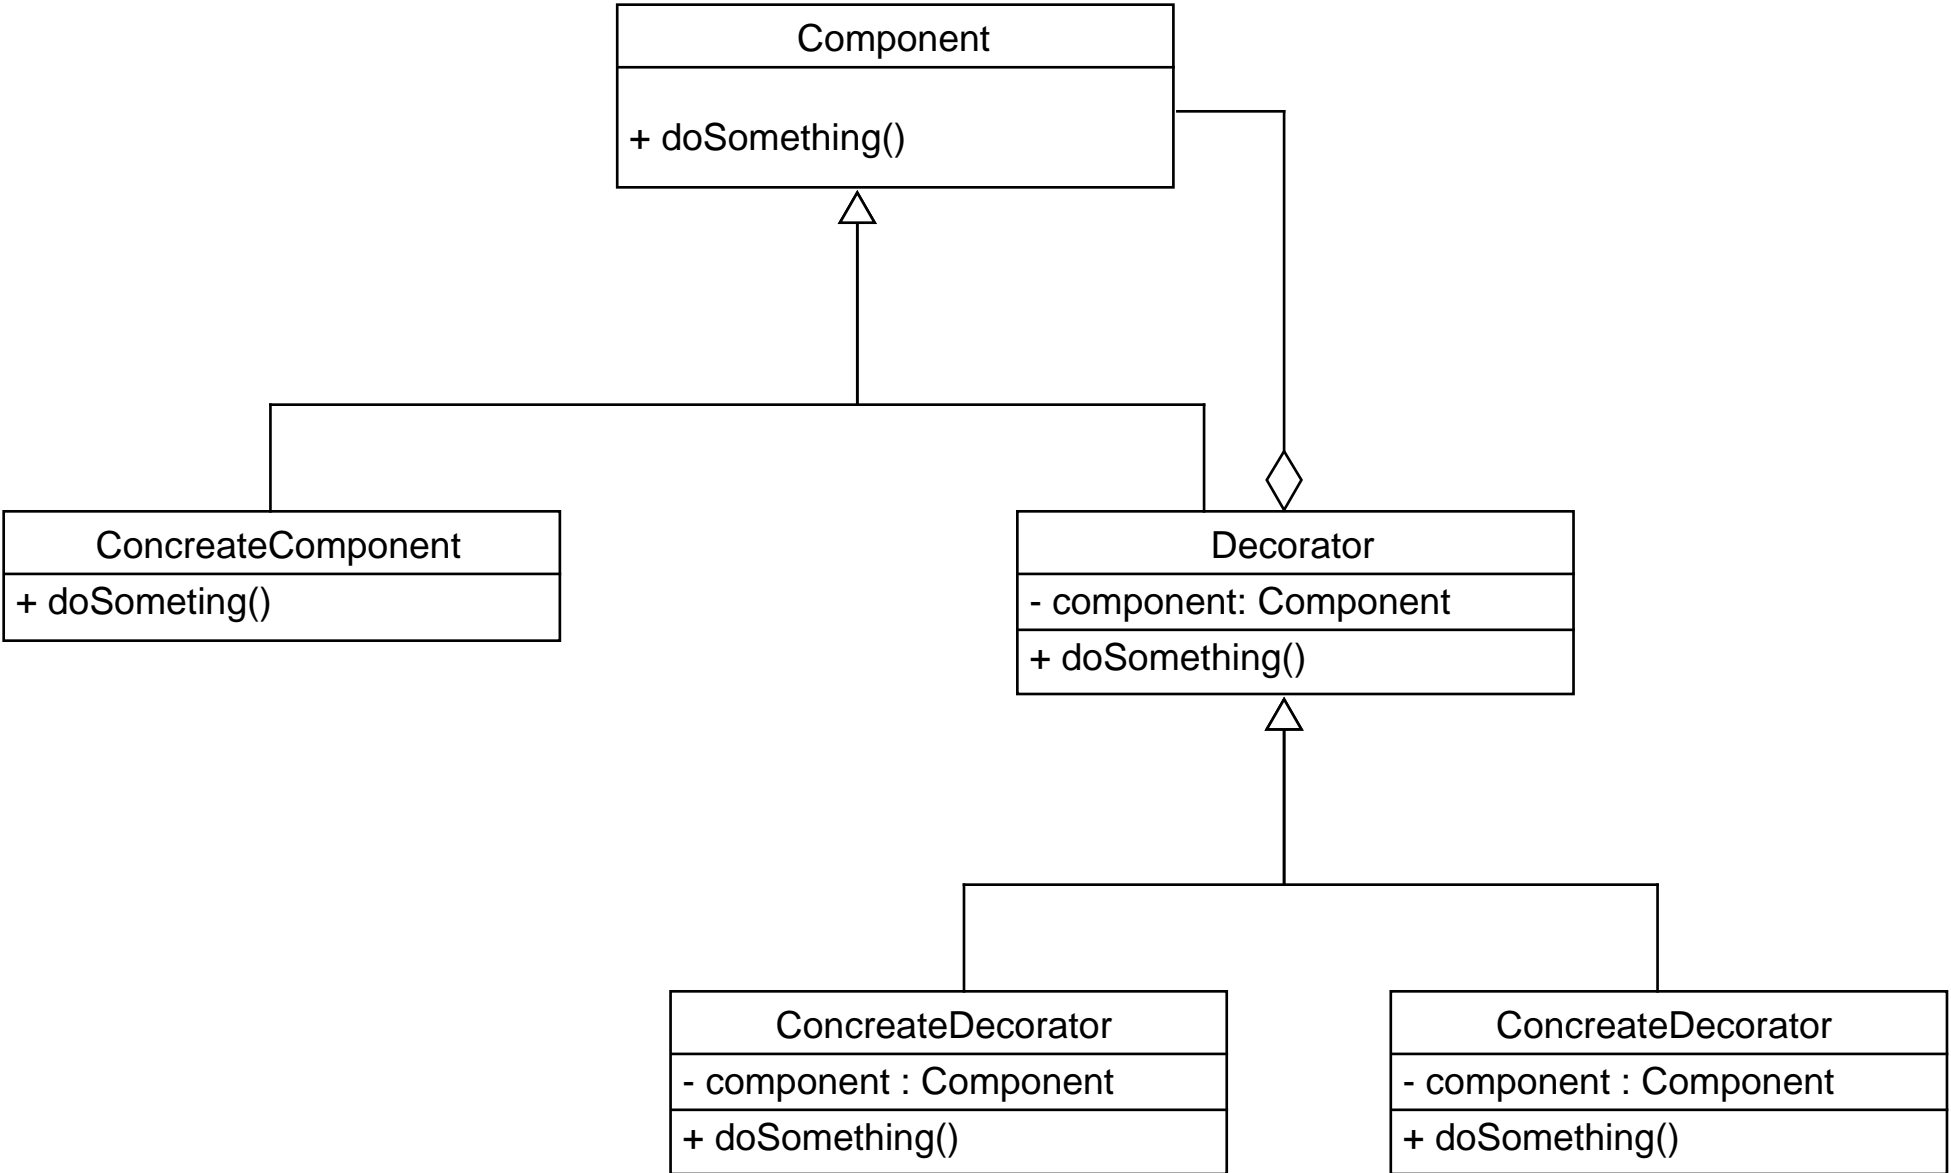 Component
+ doSomething()
ConcreateComponent
+ doSometing()
Decorator
- component: Component
+ doSomething()
ConcreateDecorator
- component : Component
+ doSomething()
ConcreateDecorator
- component : Component
+ doSomething()